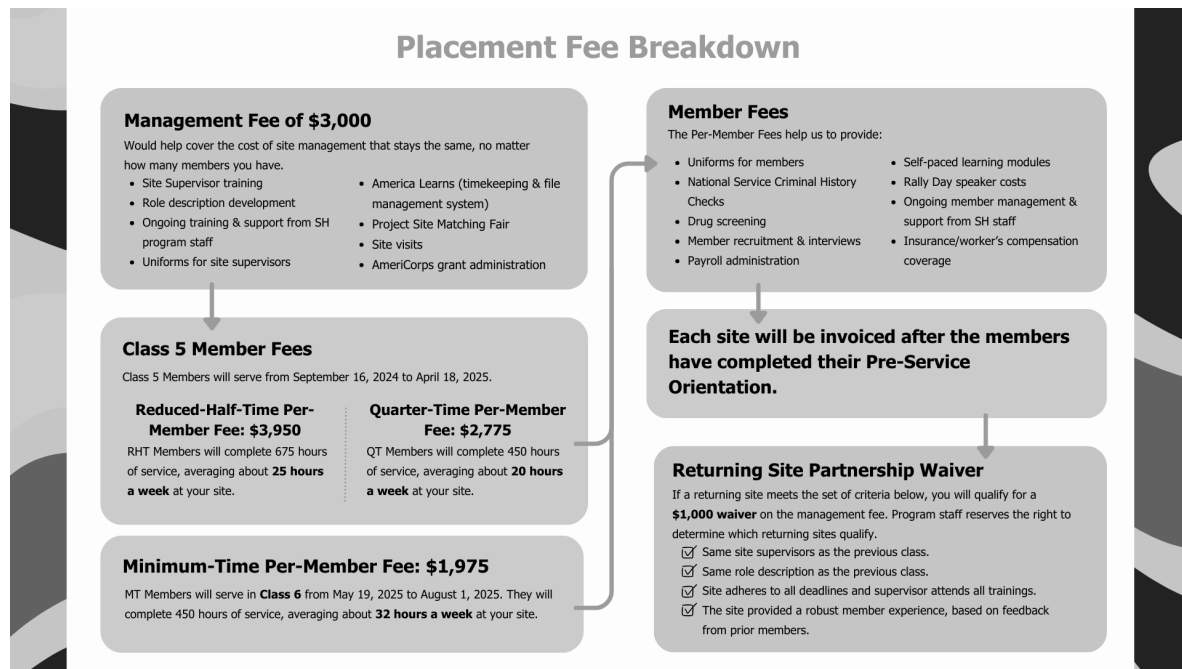 Placement Fee Breakdown
Management Fee of $3,000
Would help cover the cost of site management that stays the same, no matter
how many members you have.
• Site Supervisor training
• Role description development
• Ongoing training & support from SH
program staff
• Uniforms for site supervisors
• America Learns (timekeeping & file
management system)
• Project Site Matching Fair
• Site visits
• AmeriCorps grant administration
Class 5 Member Fees
Class 5 Members will serve from September 16, 2024 to April 18, 2025.
Reduced-Half-Time Per-
Member Fee: $3,950
RHT Members will complete 675 hours
of service, averaging about 25 hours
a week at your site.
Quarter-Time Per-Member
Fee: $2,775
QT Members will complete 450 hours
of service, averaging about 20 hours
a week at your site.
Minimum-Time Per-Member Fee: $1,975
MT Members will serve in Class 6 from May 19, 2025 to August 1, 2025. They will
complete 450 hours of service, averaging about 32 hours a week at your site.
Member Fees
The Per-Member Fees help us to provide:
• Uniforms for members
• National Service Criminal History
Checks
• Drug screening
• Member recruitment & interviews
• Payroll administration
• Self-paced learning modules
• Rally Day speaker costs
• Ongoing member management &
support from SH staff
• Insurance/worker's compensation
coverage
Each site will be invoiced after the members
have completed their Pre-Service
Orientation.
Returning Site Partnership Waiver
If a returning site meets the set of criteria below, you will qualify for a
$1,000 waiver on the management fee. Program staff reserves the right to
determine which returning sites qualify.
Same site supervisors as the previous class.
Same role description as the previous class.
Site adheres to all deadlines and supervisor attends all trainings.
The site provided a robust member experience, based on feedback
from prior members.